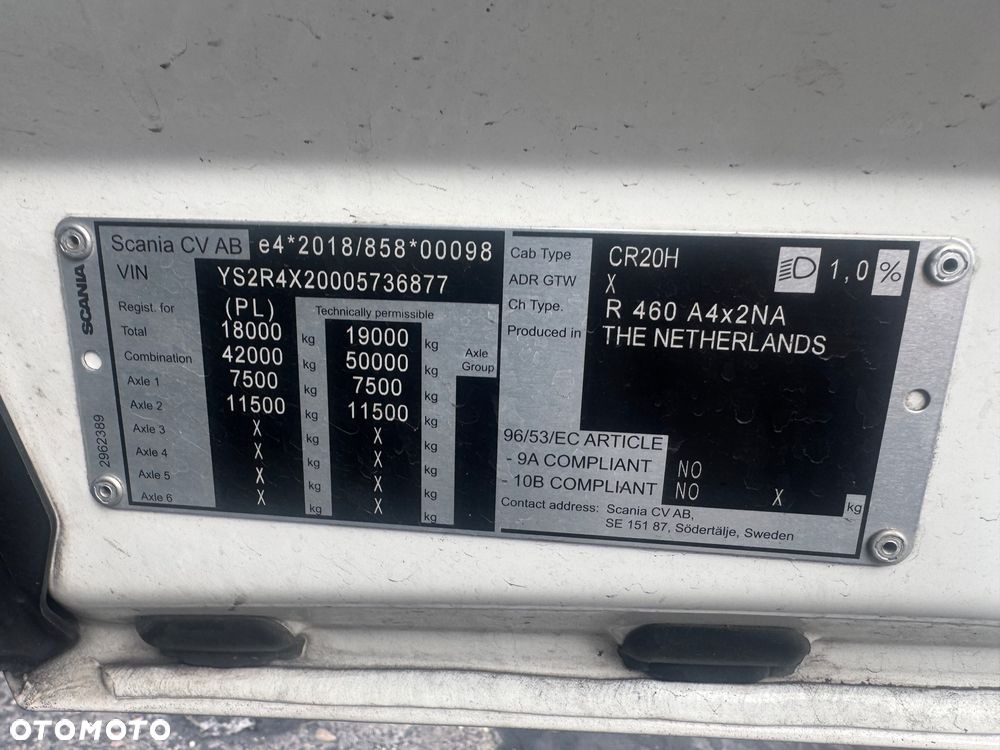 SCANIA
2962389
Scania CV AB e4*2018/858*00098
VIN YS2R4X20005736877
Regist. for (PL) Technically permissible
Total 18000 kg 19000 kg
Combination 42000 kg 50000 kg Axle Group
Axle 1 7500 kg 7500 kg
Axle 2 11500 kg 11500 kg
Axle 3 X kg X kg
Axle 4 X kg X kg
Axle 5 X kg X kg
Axle 6 X kg X kg
Cab Type CR20H 1,0 %
ADR GTW X
Ch Type. R 460 A4x2NA
Produced in THE NETHERLANDS
96/53/EC ARTICLE
- 9A COMPLIANT NO
- 10B COMPLIANT NO X kg
Contact address: Scania CV AB,
SE 151 87, Södertälje, Sweden
OTOMOTO